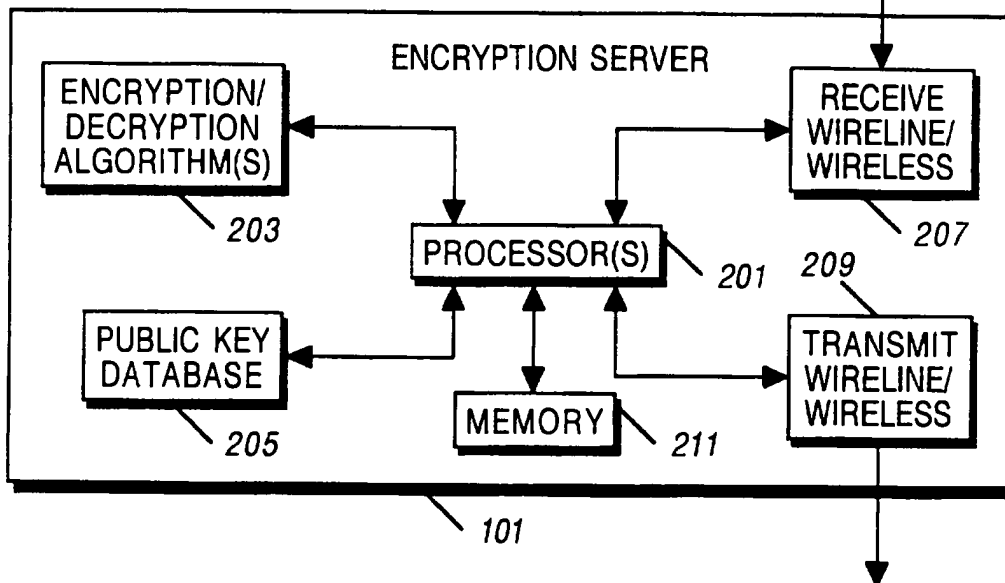 ENCRYPTION SERVER
ENCRYPTION/
DECRYPTION
ALGORITHM(S)
203
RECEIVE
WIRELINE/
WIRELESS
207
PROCESSOR(S)
201
209
PUBLIC KEY
DATABASE
205
MEMORY
211
TRANSMIT
WIRELINE/
WIRELESS
101